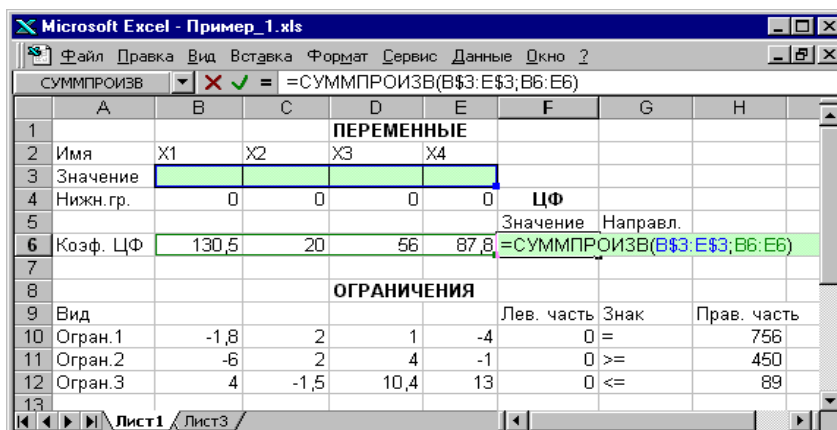 Microsoft Excel - Пример_1.xls
Файл Правка Вид Вставка Формат Сервис Данные Окно ?
СУММПРОИЗВ = =СУММПРОИЗВ(B$3:E$3;B6:E6)
A B C D E F G H
1 ПЕРЕМЕННЫЕ
2 Имя X1 X2 X3 X4
3 Значение
4 Нижн.гр. 0 0 0 0 ЦФ
5 Значение Направл.
6 Коэф. ЦФ 130,5 20 56 87,8 =СУММПРОИЗВ(B$3:E$3;B6:E6)
7
8 ОГРАНИЧЕНИЯ
9 Вид Лев. часть Знак Прав. часть
10 Огран.1 -1,8 2 1 -4 0 = 756
11 Огран.2 -6 2 4 -1 0 >= 450
12 Огран.3 4 -1,5 10,4 13 0 <= 89
13
Лист1 Лист3